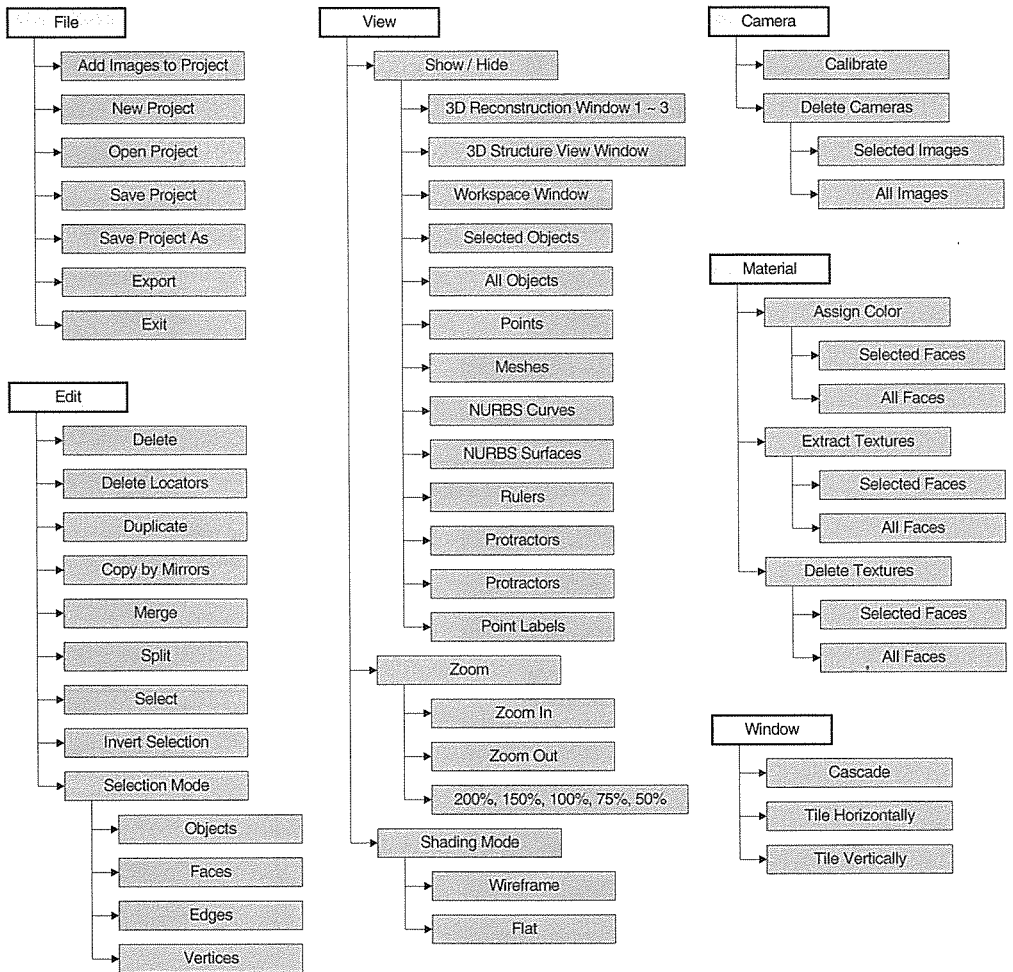 File
Add Images to Project
New Project
Open Project
Save Project
Save Project As
Export
Exit
Edit
Delete
Delete Locators
Duplicate
Copy by Mirrors
Merge
Split
Select
Invert Selection
Selection Mode
Objects
Faces
Edges
Vertices
View
Show / Hide
3D Reconstruction Window 1 ~ 3
3D Structure View Window
Workspace Window
Selected Objects
All Objects
Points
Meshes
NURBS Curves
NURBS Surfaces
Rulers
Protractors
Protractors
Point Labels
Zoom
Zoom In
Zoom Out
200%, 150%, 100%, 75%, 50%
Shading Mode
Wireframe
Flat
Camera
Calibrate
Delete Cameras
Selected Images
All Images
Material
Assign Color
Selected Faces
All Faces
Extract Textures
Selected Faces
All Faces
Delete Textures
Selected Faces
All Faces
Window
Cascade
Tile Horizontally
Tile Vertically